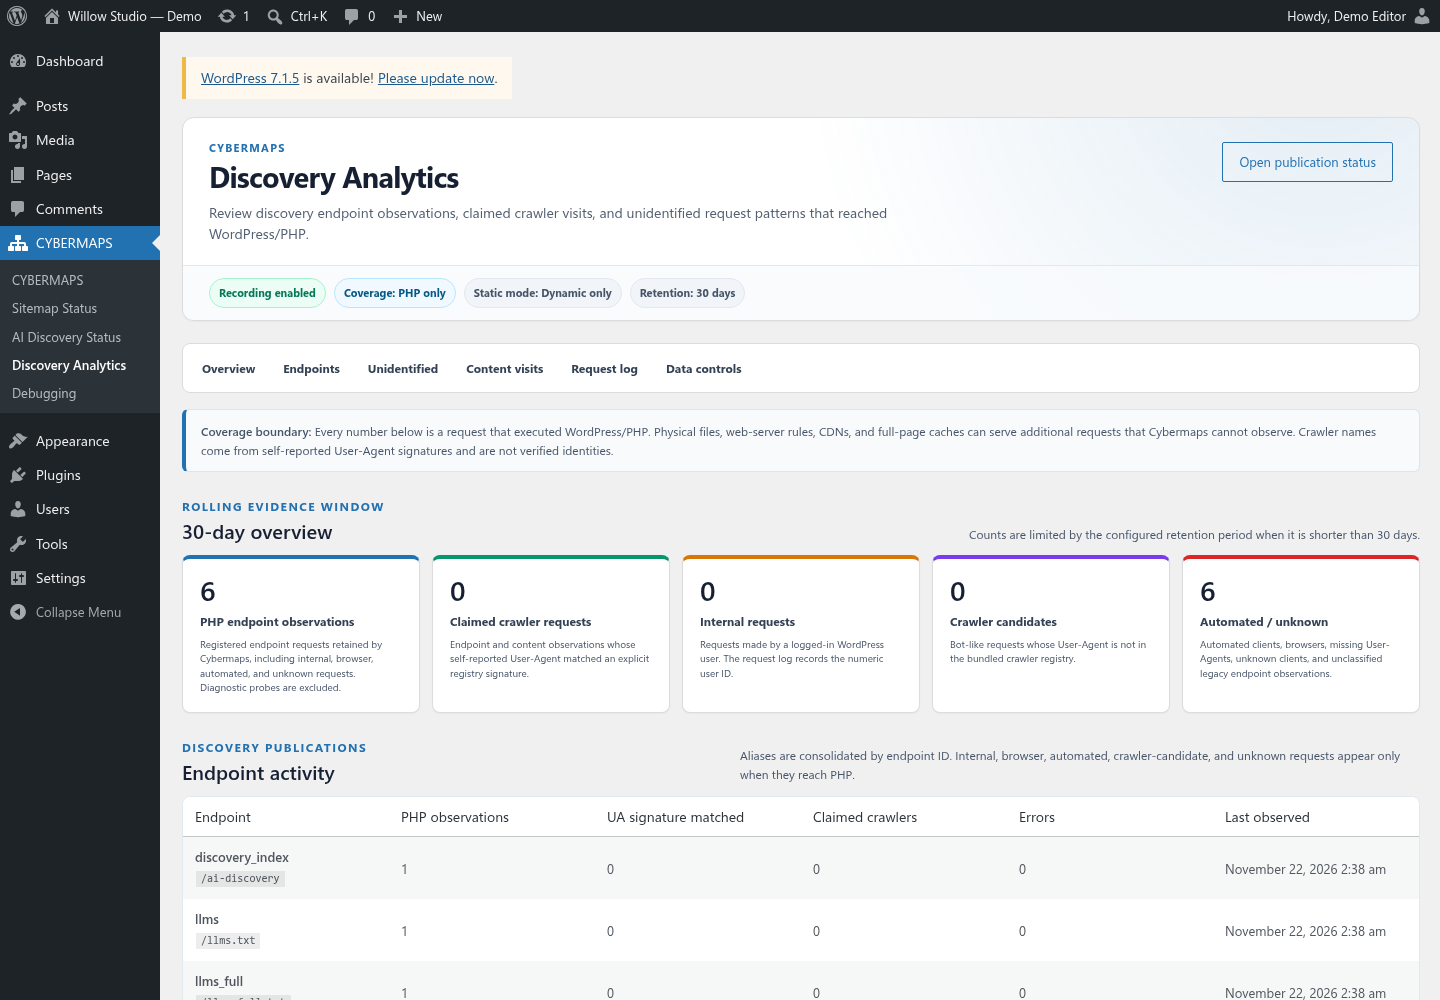 Willow Studio — Demo
1
Ctrl+K
0
New
Howdy, Demo Editor
Dashboard
Posts
Media
Pages
Comments
CYBERMAPS
CYBERMAPS
Sitemap Status
AI Discovery Status
Discovery Analytics
Debugging
Appearance
Plugins
Users
Tools
Settings
Collapse Menu
WordPress 7.1.5 is available! Please update now.
CYBERMAPS
Discovery Analytics
Review discovery endpoint observations, claimed crawler visits, and unidentified request patterns that reached
WordPress/PHP.
Open publication status
Recording enabled
Coverage: PHP only
Static mode: Dynamic only
Retention: 30 days
Overview
Endpoints
Unidentified
Content visits
Request log
Data controls
Coverage boundary: Every number below is a request that executed WordPress/PHP. Physical files, web-server rules, CDNs, and full-page caches can serve additional requests that Cybermaps cannot observe. Crawler names
come from self-reported User-Agent signatures and are not verified identities.
ROLLING EVIDENCE WINDOW
30-day overview
Counts are limited by the configured retention period when it is shorter than 30 days.
6
PHP endpoint observations
Registered endpoint requests retained by
Cybermaps, including internal, browser,
automated, and unknown requests.
Diagnostic probes are excluded.
0
Claimed crawler requests
Endpoint and content observations whose
self-reported User-Agent matched an explicit
registry signature.
0
Internal requests
Requests made by a logged-in WordPress
user. The request log records the numeric
user ID.
0
Crawler candidates
Bot-like requests whose User-Agent is not in
the bundled crawler registry.
6
Automated / unknown
Automated clients, browsers, missing User-
Agents, unknown clients, and unclassified
legacy endpoint observations.
DISCOVERY PUBLICATIONS
Endpoint activity
Aliases are consolidated by endpoint ID. Internal, browser, automated, crawler-candidate, and unknown requests appear only
when they reach PHP.
Endpoint PHP observations UA signature matched Claimed crawlers Errors Last observed
discovery_index
/ai-discovery
1 0 0 0 November 22, 2026 2:38 am
llms
/llms.txt
1 0 0 0 November 22, 2026 2:38 am
llms_full
1 0 0 0 November 22, 2026 2:38 am